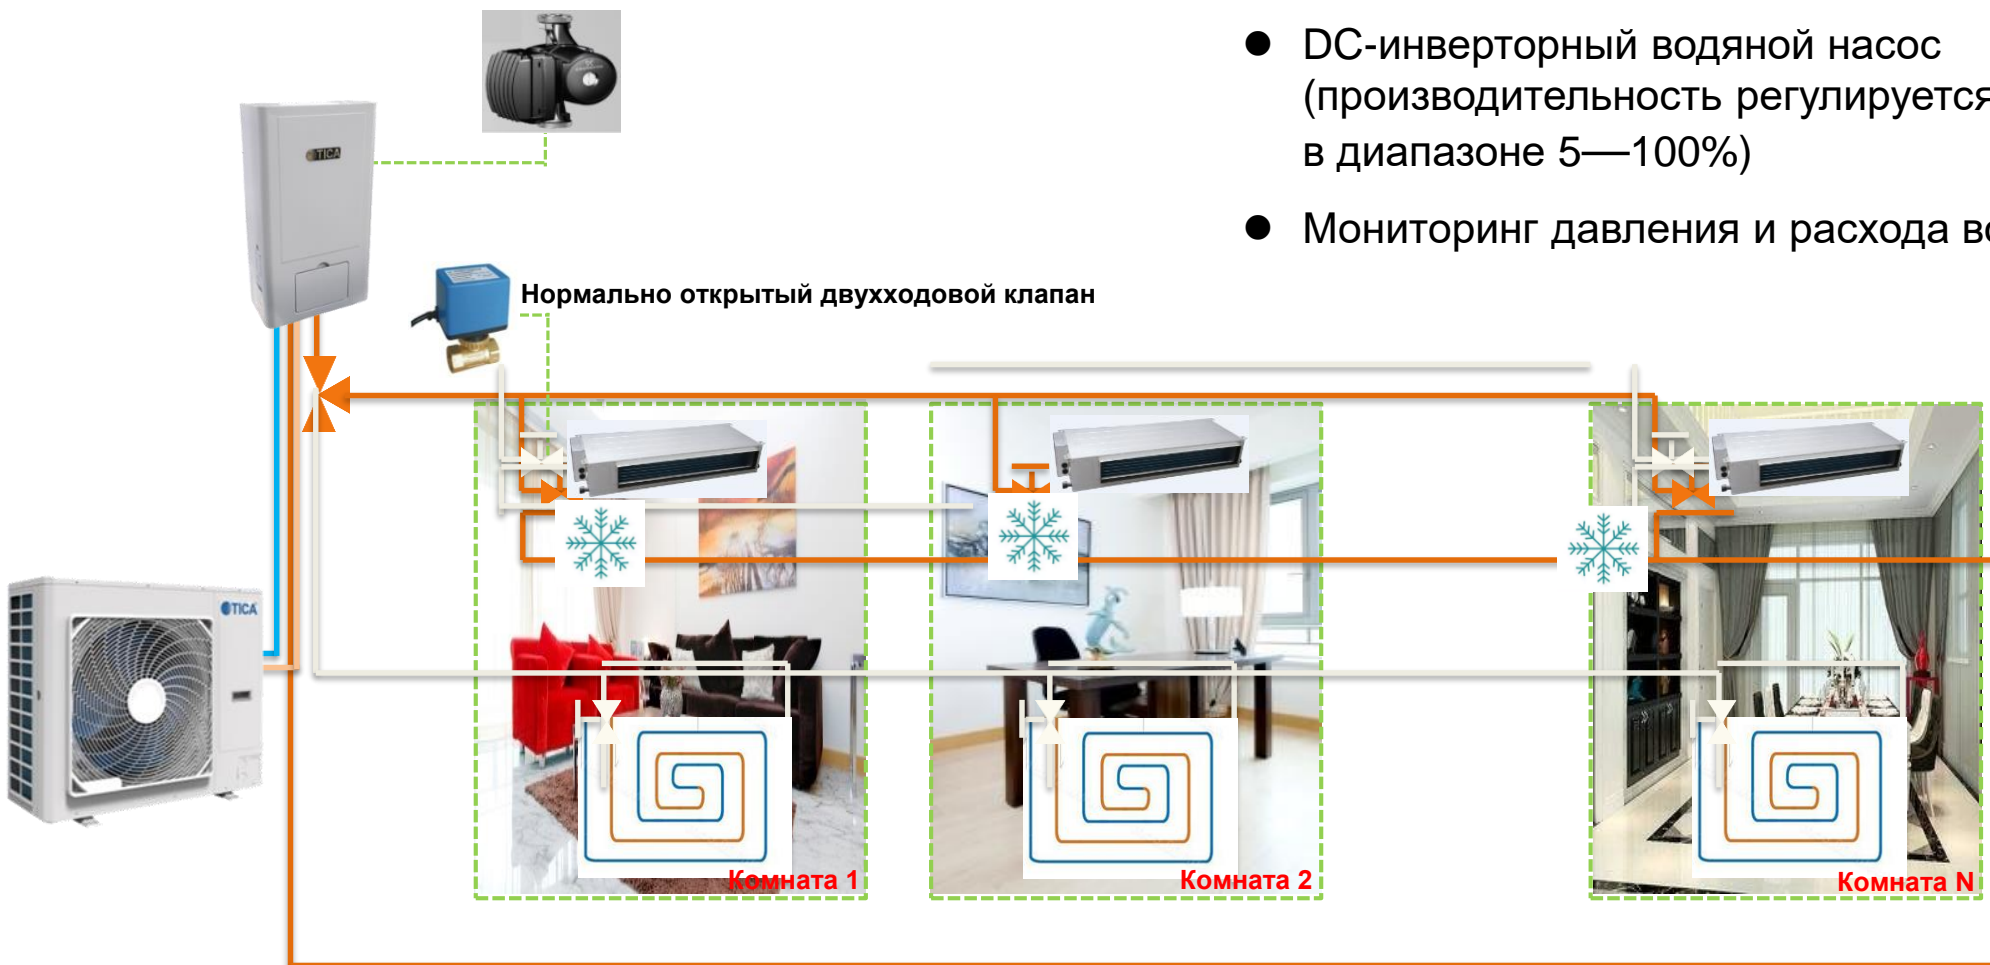 DC-инверторный водяной насос
(производительность регулируется
в диапазоне 5—100%)
Мониторинг давления и расхода
TICA
Нормально открытый двухходовой клапан
TICA
Комната 1
Комната 2
Комната N